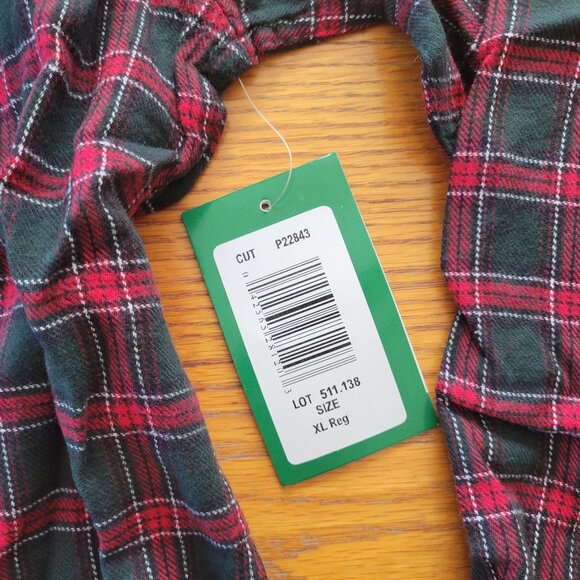 CUT P22843
LOT 511.138
SIZE
XL Reg